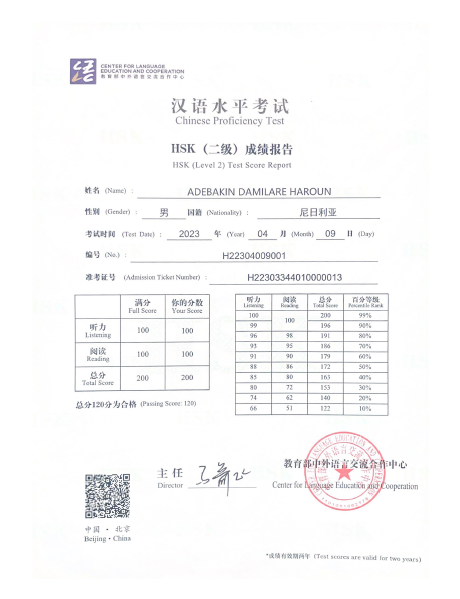 CENTER FOR LANGUAGE
EDUCATION AND COOPERATION
教育部中外语言交流合作中心
汉语水平考试
Chinese Proficiency Test
HSK（二级）成绩报告
HSK (Level 2) Test Score Report
姓名 (Name) : ADEBAKIN DAMILARE HAROUN
性别 (Gender) : 男 国籍 (Nationality) : 尼日利亚
考试时间 (Test Date) : 2023 年 (Year) 04 月 (Month) 09 日 (Day)
编号 (No.) : H22304009001
准考证号 (Admission Ticket Number) : H22303344010000013
满分 你的分数
Full Score Your Score
听力 100 100
Listening
阅读 100 100
Reading
总分 200 200
Total Score
总分120分为合格 (Passing Score: 120)
听力 阅读 总分 百分等级
Listening Reading Total Score Percentile Rank
100 100 200 99%
99 196 90%
96 98 191 80%
93 95 186 70%
91 90 179 60%
88 86 172 50%
85 80 163 40%
80 72 153 30%
74 62 140 20%
66 51 122 10%
主任
Director
教育部中外语言交流合作中心
Center for Language Education and Cooperation
中国 · 北京
Beijing · China
*成绩有效期两年 (Test scores are valid for two years)